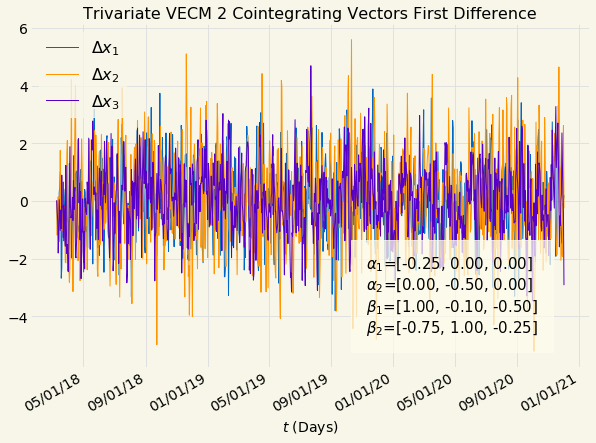 Trivariate VECM 2 Cointegrating Vectors First Difference
Δx₁
Δx₂
Δx₃
6
4
2
0
−2
−4
α₁=[-0.25, 0.00, 0.00]
α₂=[0.00, -0.50, 0.00]
β₁=[1.00, -0.10, -0.50]
β₂=[-0.75, 1.00, -0.25]
05/01/18 09/01/18 01/01/19 05/01/19 09/01/19 01/01/20 05/01/20 09/01/20 01/01/21
t (Days)